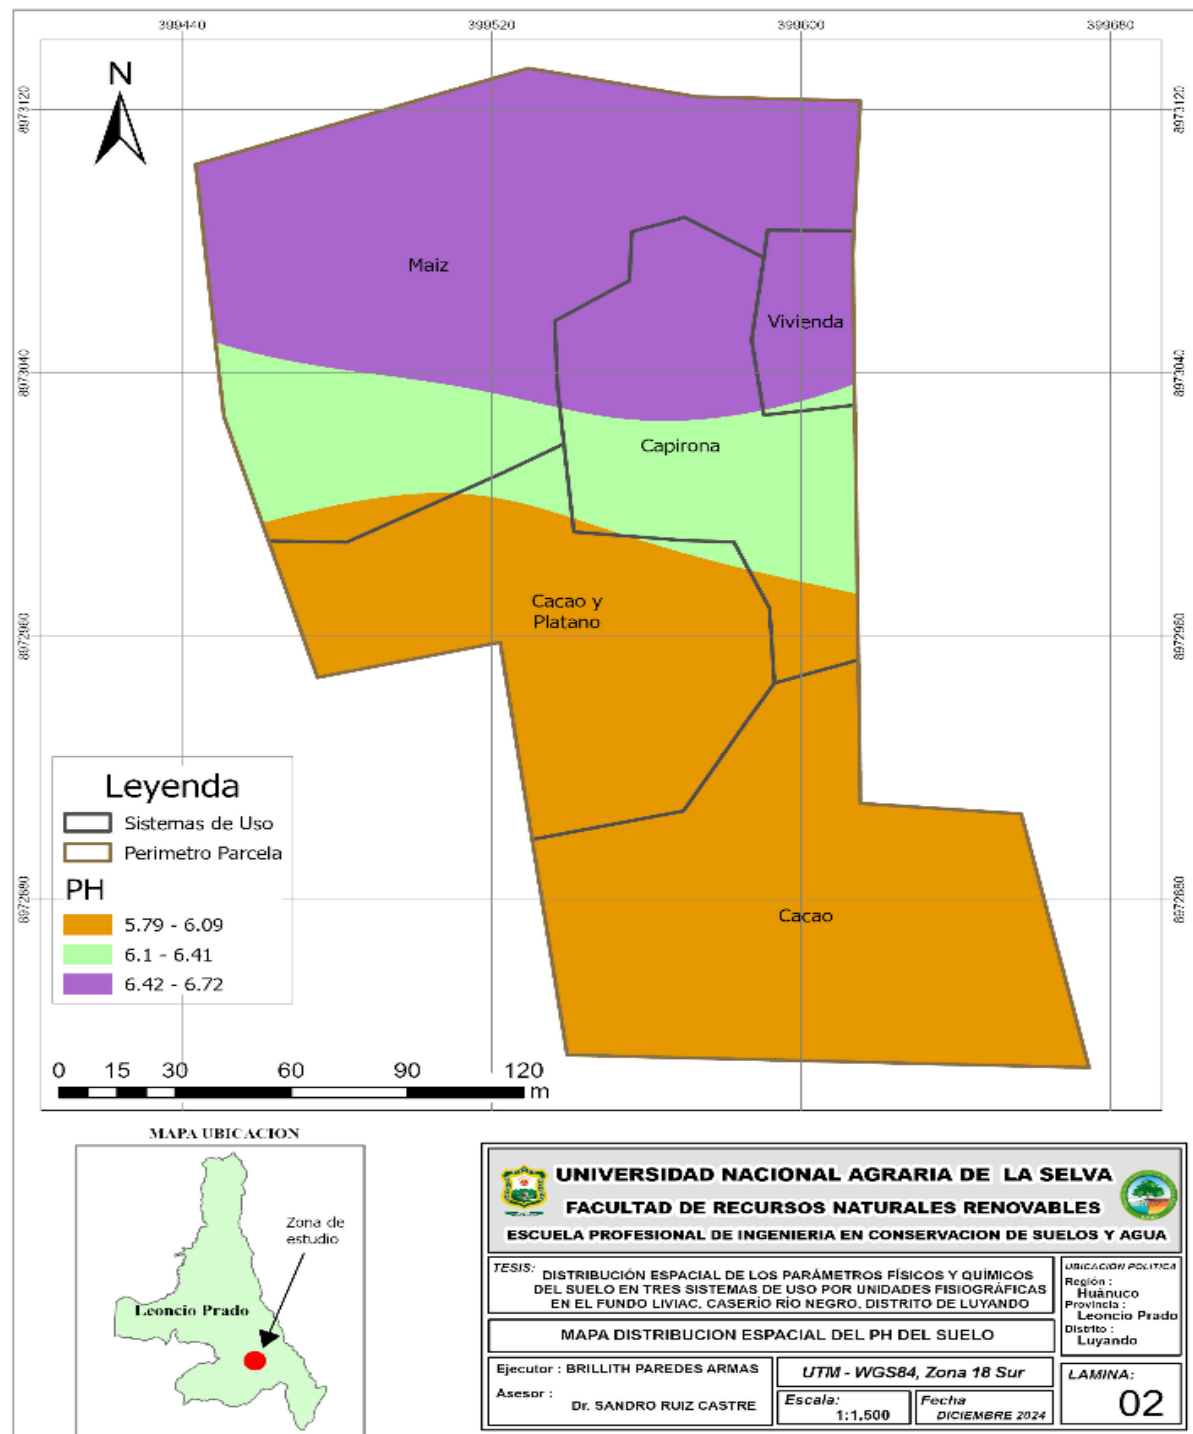 399440
399520
399600
399680
N
8973120
8973120
Maiz
Vivienda
8973040
8973040
Capirona
Cacao y
Platano
8972960
8972960
Leyenda
Sistemas de Uso
Perimetro Parcela
PH
5.79 - 6.09
6.1 - 6.41
6.42 - 6.72
8972880
8972880
Cacao
0 15 30 60 90 120
m
MAPA UBICACION
Zona de
estudio
Leoncio Prado
UNIVERSIDAD NACIONAL AGRARIA DE LA SELVA
FACULTAD DE RECURSOS NATURALES RENOVABLES
ESCUELA PROFESIONAL DE INGENIERIA EN CONSERVACION DE SUELOS Y AGUA
TESIS: DISTRIBUCIÓN ESPACIAL DE LOS PARÁMETROS FÍSICOS Y QUÍMICOS
DEL SUELO EN TRES SISTEMAS DE USO POR UNIDADES FISIOGRÁFICAS
EN EL FUNDO LIVIAC, CASERÍO RÍO NEGRO, DISTRITO DE LUYANDO
UBICACIÓN POLITICA
Región :
Huánuco
Provincia :
Leoncio Prado
Distrito :
Luyando
MAPA DISTRIBUCION ESPACIAL DEL PH DEL SUELO
Ejecutor : BRILLITH PAREDES ARMAS
Asesor :
Dr. SANDRO RUIZ CASTRE
UTM - WGS84, Zona 18 Sur
Escala:
1:1.500
Fecha
DICIEMBRE 2024
LAMINA:
02